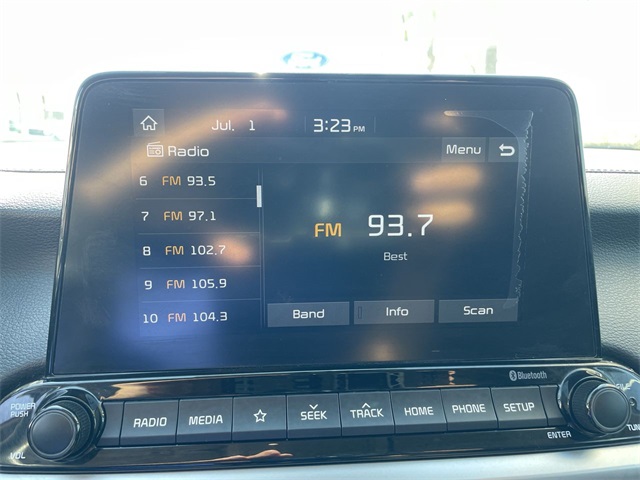 Ford
Jul. 1 3:23 PM
Radio Menu
6 FM 93.5
7 FM 97.1
8 FM 102.7
9 FM 105.9
10 FM 104.3
FM 93.7
Best
Band Info Scan
Bluetooth
POWER PUSH
VOL
RADIO MEDIA SEEK TRACK HOME PHONE SETUP
ENTER
TUNE